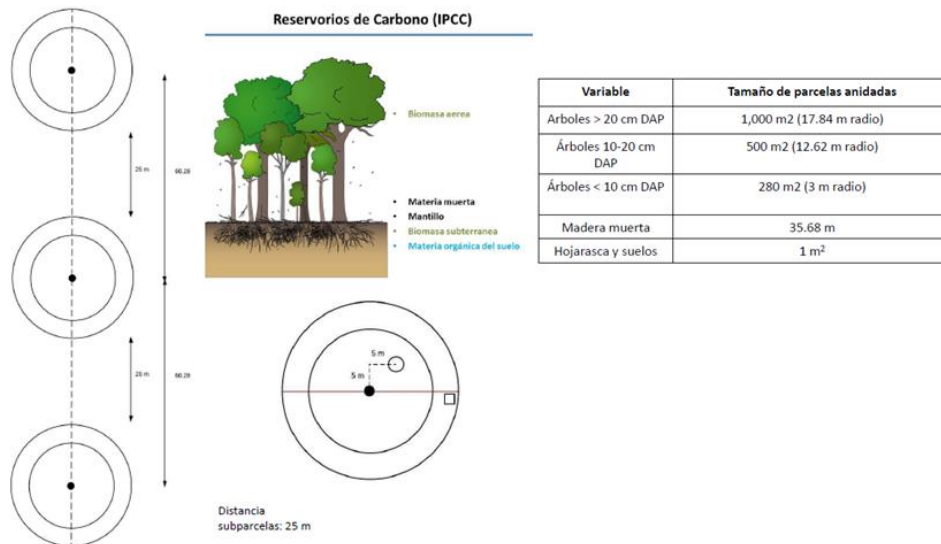 Reservorios de Carbono (IPCC)
Biomasa aerea
Materia muerta
Mantillo
Biomasa subterranea
Materia orgánica del suelo
25 m
60.28
25 m
60.28
5 m
5 m
Distancia
subparcelas: 25 m
Variable
Tamaño de parcelas anidadas
Arboles > 20 cm DAP
1,000 m2 (17.84 m radio)
Árboles 10-20 cm
DAP
500 m2 (12.62 m radio)
Árboles < 10 cm DAP
280 m2 (3 m radio)
Madera muerta
35.68 m
Hojarasca y suelos
1 m²